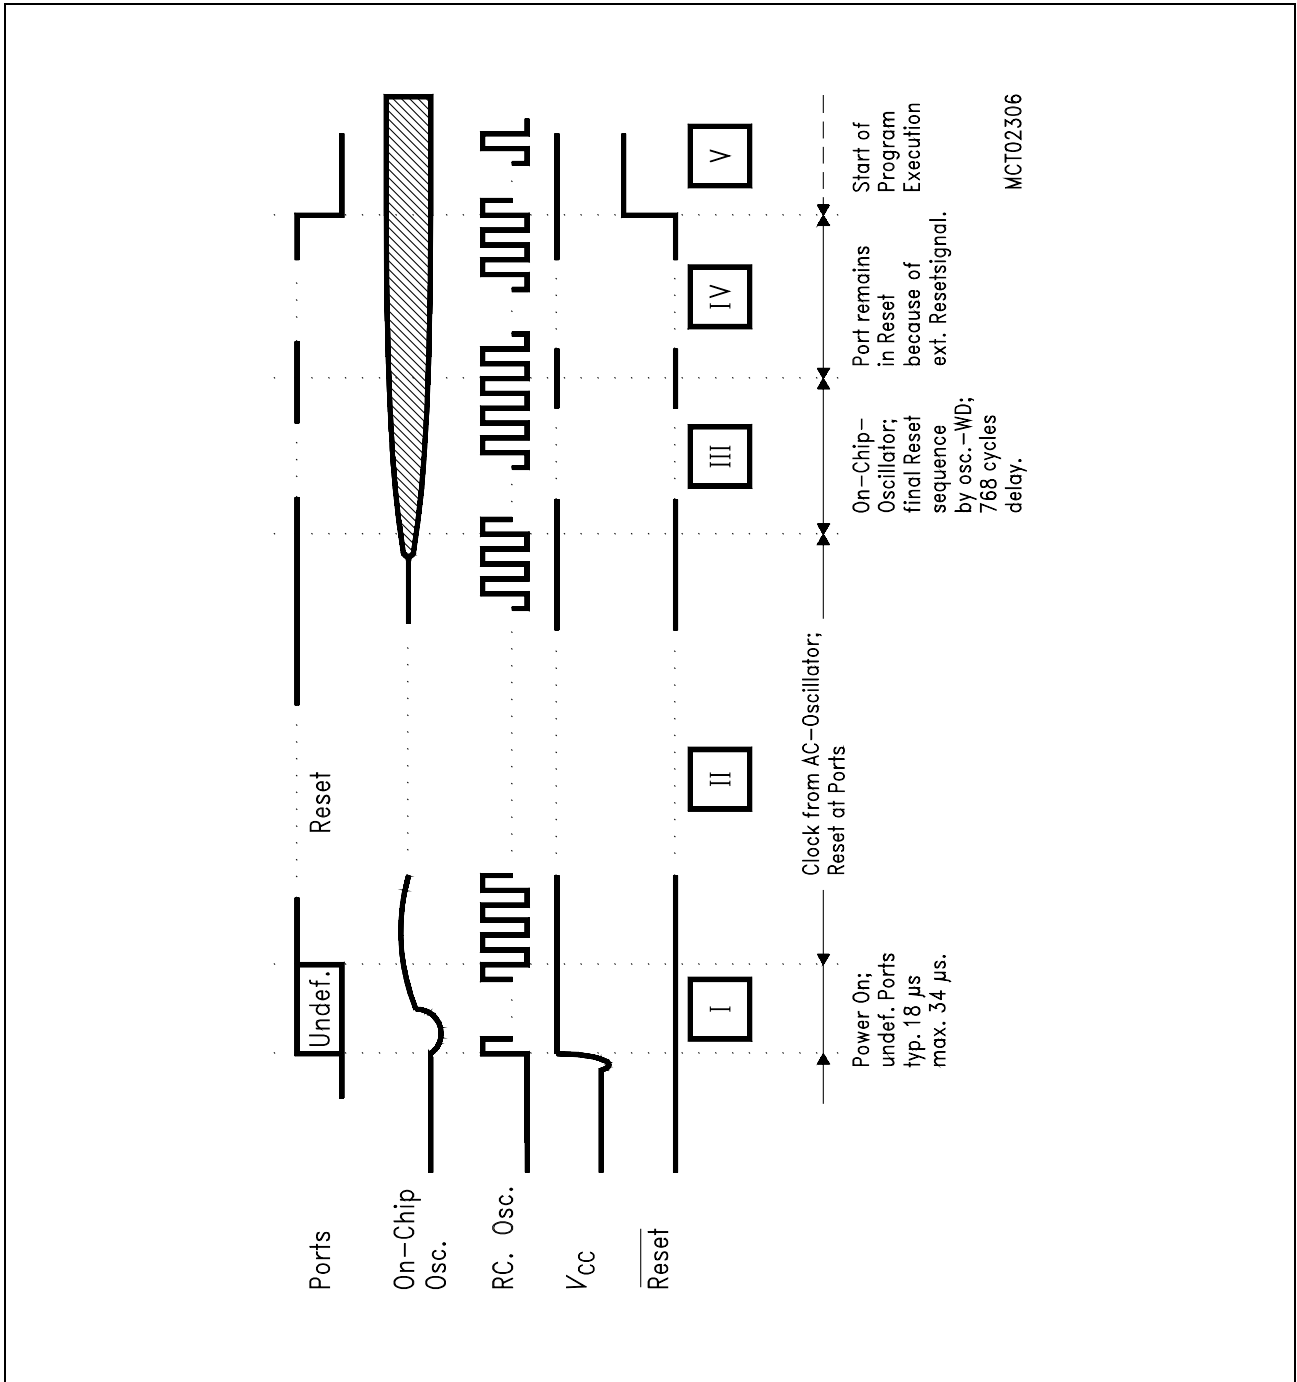 Ports
Undef.
Reset
On-Chip
Osc.
RC. Osc.
VCC
Reset
I
II
III
IV
V
Power On;
undef. Ports
typ. 18 μs
max. 34 μs.
Clock from AC-Oscillator;
Reset at Ports
On-Chip-
Oscillator;
final Reset
sequence
by osc.-WD;
768 cycles
delay.
Port remains
in Reset
because of
ext. Resetsignal.
Start of
Program
Execution
MCT02306